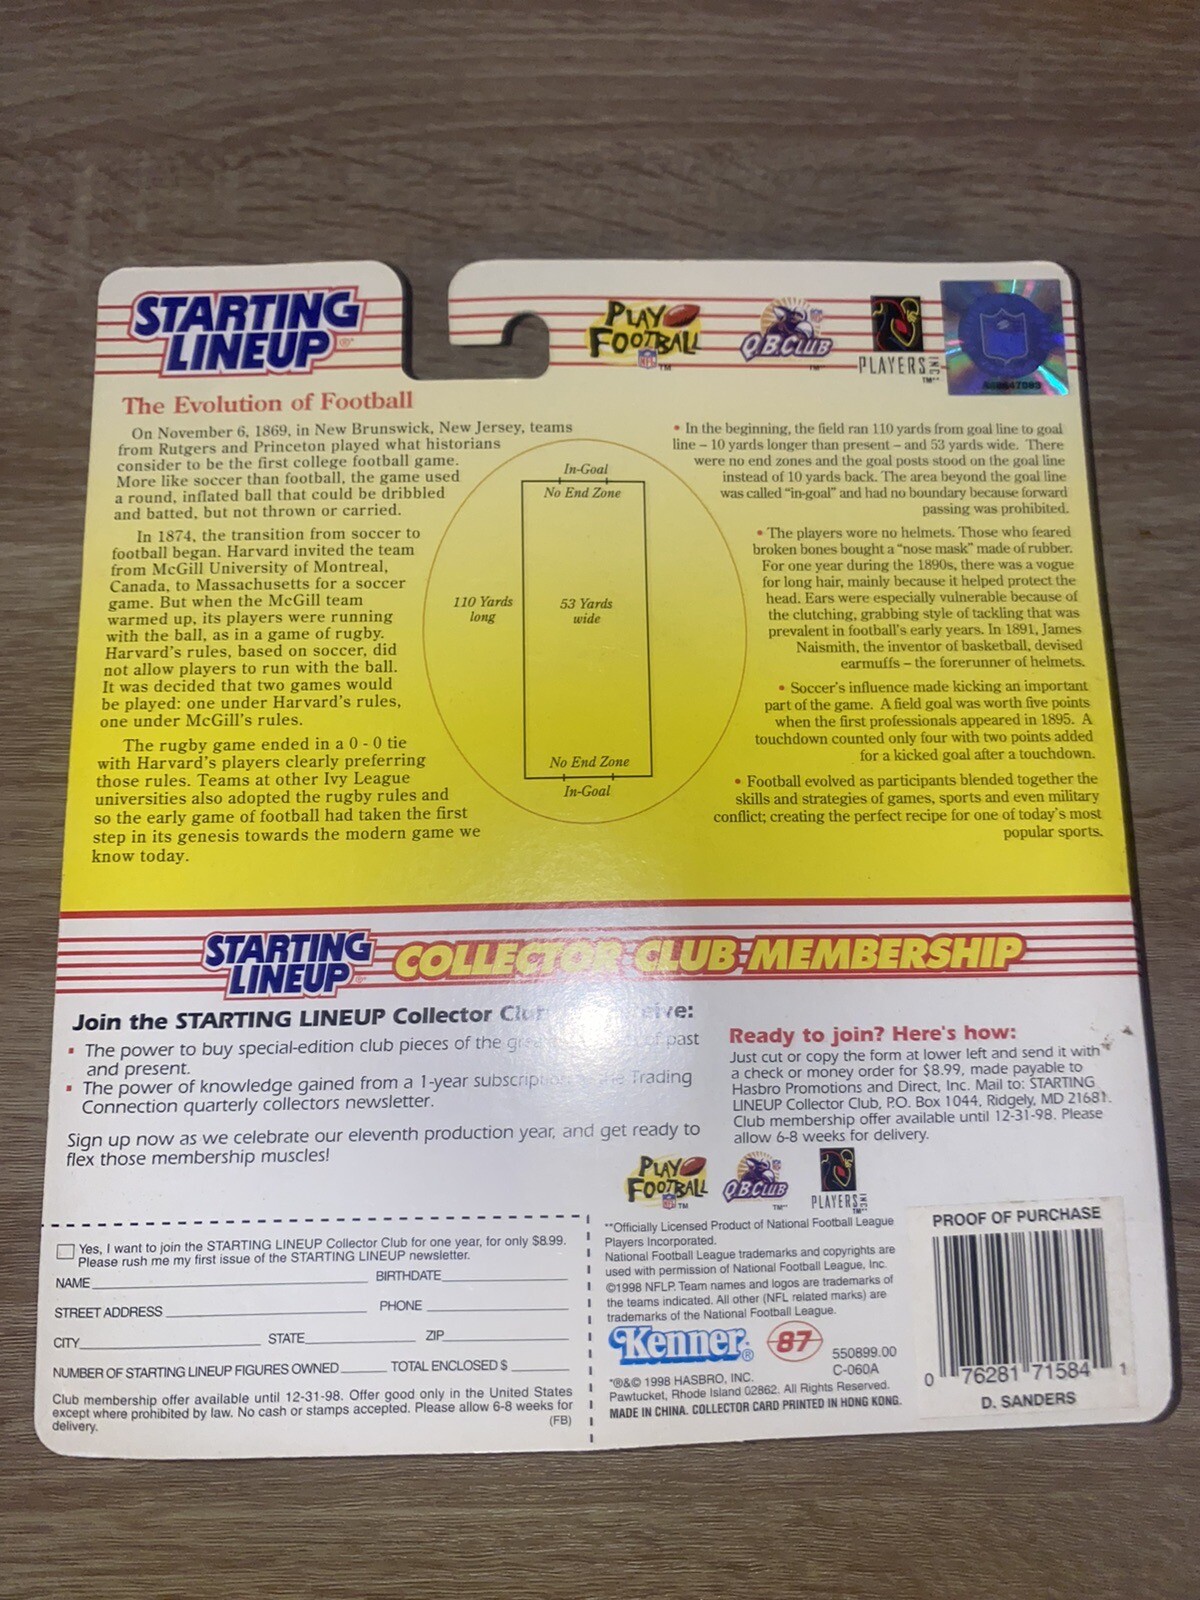 STARTING
LINEUP®
PLAY
FOOTBALL
NFL
TM
Q.B.CLUB
TM**
PLAYERS INC
TM**
The Evolution of Football
On November 6, 1869, in New Brunswick, New Jersey, teams
from Rutgers and Princeton played what historians
consider to be the first college football game.
More like soccer than football, the game used
a round, inflated ball that could be dribbled
and batted, but not thrown or carried.
In 1874, the transition from soccer to
football began. Harvard invited the team
from McGill University of Montreal,
Canada, to Massachusetts for a soccer
game. But when the McGill team
warmed up, its players were running
with the ball, as in a game of rugby.
Harvard's rules, based on soccer, did
not allow players to run with the ball.
It was decided that two games would
be played: one under Harvard's rules,
one under McGill's rules.
The rugby game ended in a 0 - 0 tie
with Harvard's players clearly preferring
those rules. Teams at other Ivy League
universities also adopted the rugby rules and
so the early game of football had taken the first
step in its genesis towards the modern game we
know today.
In-Goal
No End Zone
110 Yards
long
53 Yards
wide
No End Zone
In-Goal
• In the beginning, the field ran 110 yards from goal line to goal
line – 10 yards longer than present – and 53 yards wide. There
were no end zones and the goal posts stood on the goal line
instead of 10 yards back. The area beyond the goal line
was called "in-goal" and had no boundary because forward
passing was prohibited.
• The players wore no helmets. Those who feared
broken bones bought a "nose mask" made of rubber.
For one year during the 1890s, there was a vogue
for long hair, mainly because it helped protect the
head. Ears were especially vulnerable because of
the clutching, grabbing style of tackling that was
prevalent in football's early years. In 1891, James
Naismith, the inventor of basketball, devised
earmuffs – the forerunner of helmets.
• Soccer's influence made kicking an important
part of the game. A field goal was worth five points
when the first professionals appeared in 1895. A
touchdown counted only four with two points added
for a kicked goal after a touchdown.
• Football evolved as participants blended together the
skills and strategies of games, sports and even military
conflict; creating the perfect recipe for one of today's most
popular sports.
STARTING
LINEUP®
COLLECTOR CLUB MEMBERSHIP
Join the STARTING LINEUP Collector Club
▪ The power to buy special-edition club pieces of the of past
and present.
▪ The power of knowledge gained from a 1-year subscription Trading
Connection quarterly collectors newsletter.
Sign up now as we celebrate our eleventh production year, and get ready to
flex those membership muscles!
Ready to join? Here's how:
Just cut or copy the form at lower left and send it with
a check or money order for $8.99, made payable to
Hasbro Promotions and Direct, Inc. Mail to: STARTING
LINEUP Collector Club, P.O. Box 1044, Ridgely, MD 21681.
Club membership offer available until 12-31-98. Please
allow 6-8 weeks for delivery.
PLAY
FOOTBALL
NFL
TM
Q.B.CLUB
TM**
PLAYERS INC
TM**
Yes, I want to join the STARTING LINEUP Collector Club for one year, for only $8.99.
Please rush me my first issue of the STARTING LINEUP newsletter.
NAME BIRTHDATE
STREET ADDRESS PHONE
CITY STATE ZIP
NUMBER OF STARTING LINEUP FIGURES OWNED TOTAL ENCLOSED $
Club membership offer available until 12-31-98. Offer good only in the United States
except where prohibited by law. No cash or stamps accepted. Please allow 6-8 weeks for
delivery. (FB)
**Officially Licensed Product of National Football League
Players Incorporated.
National Football League trademarks and copyrights are
used with permission of National Football League, Inc.
©1998 NFLP. Team names and logos are trademarks of
the teams indicated. All other (NFL related marks) are
trademarks of the National Football League.
Kenner® 87
550899.00
C-060A
*®&© 1998 HASBRO, INC.
Pawtucket, Rhode Island 02862. All Rights Reserved.
MADE IN CHINA. COLLECTOR CARD PRINTED IN HONG KONG.
PROOF OF PURCHASE
0 76281 71584 1
D. SANDERS